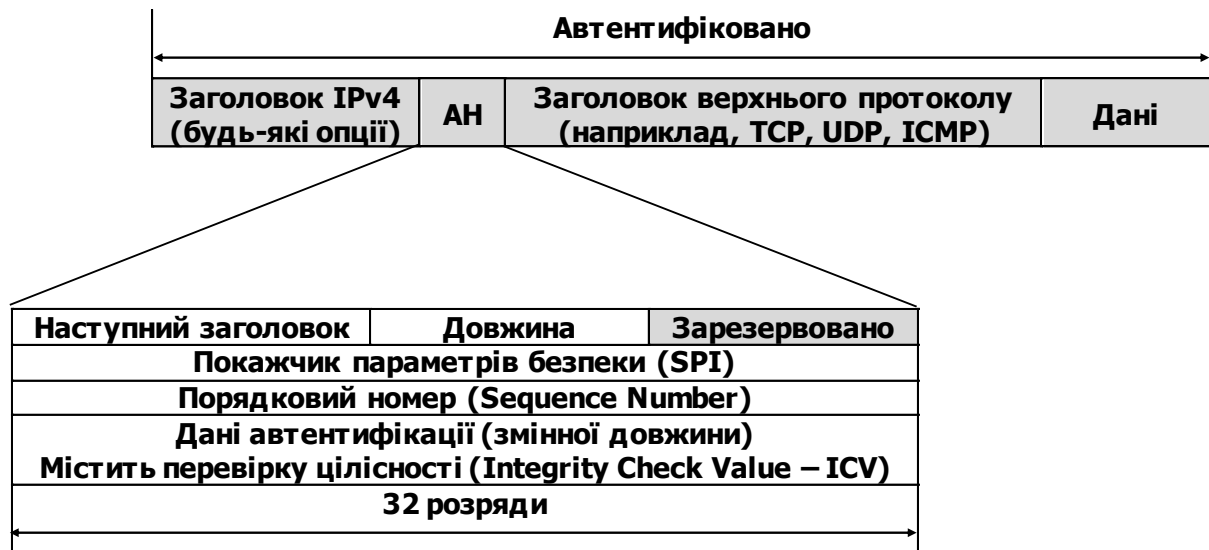 Автентифіковано
Заголовок IPv4 АН Заголовок верхнього протоколу Дані
(будь-які опції) (наприклад, TCP, UDP, ICMP)
Наступний заголовок Довжина Зарезервовано
Покажчик параметрів безпеки (SPI)
Порядковий номер (Sequence Number)
Дані автентифікації (змінної довжини)
Містить перевірку цілісності (Integrity Check Value – ICV)
32 розряди